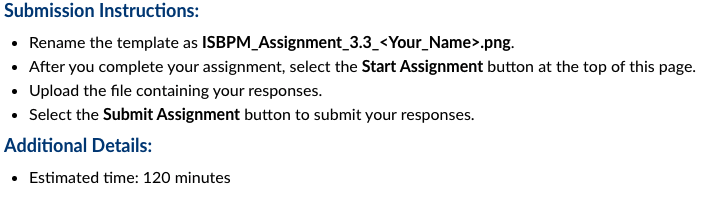 Submission Instructions:
• Rename the template as ISBPM_Assignment_3.3_<Your_Name>.png.
• After you complete your assignment, select the Start Assignment button at the top of this page.
• Upload the file containing your responses.
• Select the Submit Assignment button to submit your responses.
Additional Details:
• Estimated time: 120 minutes